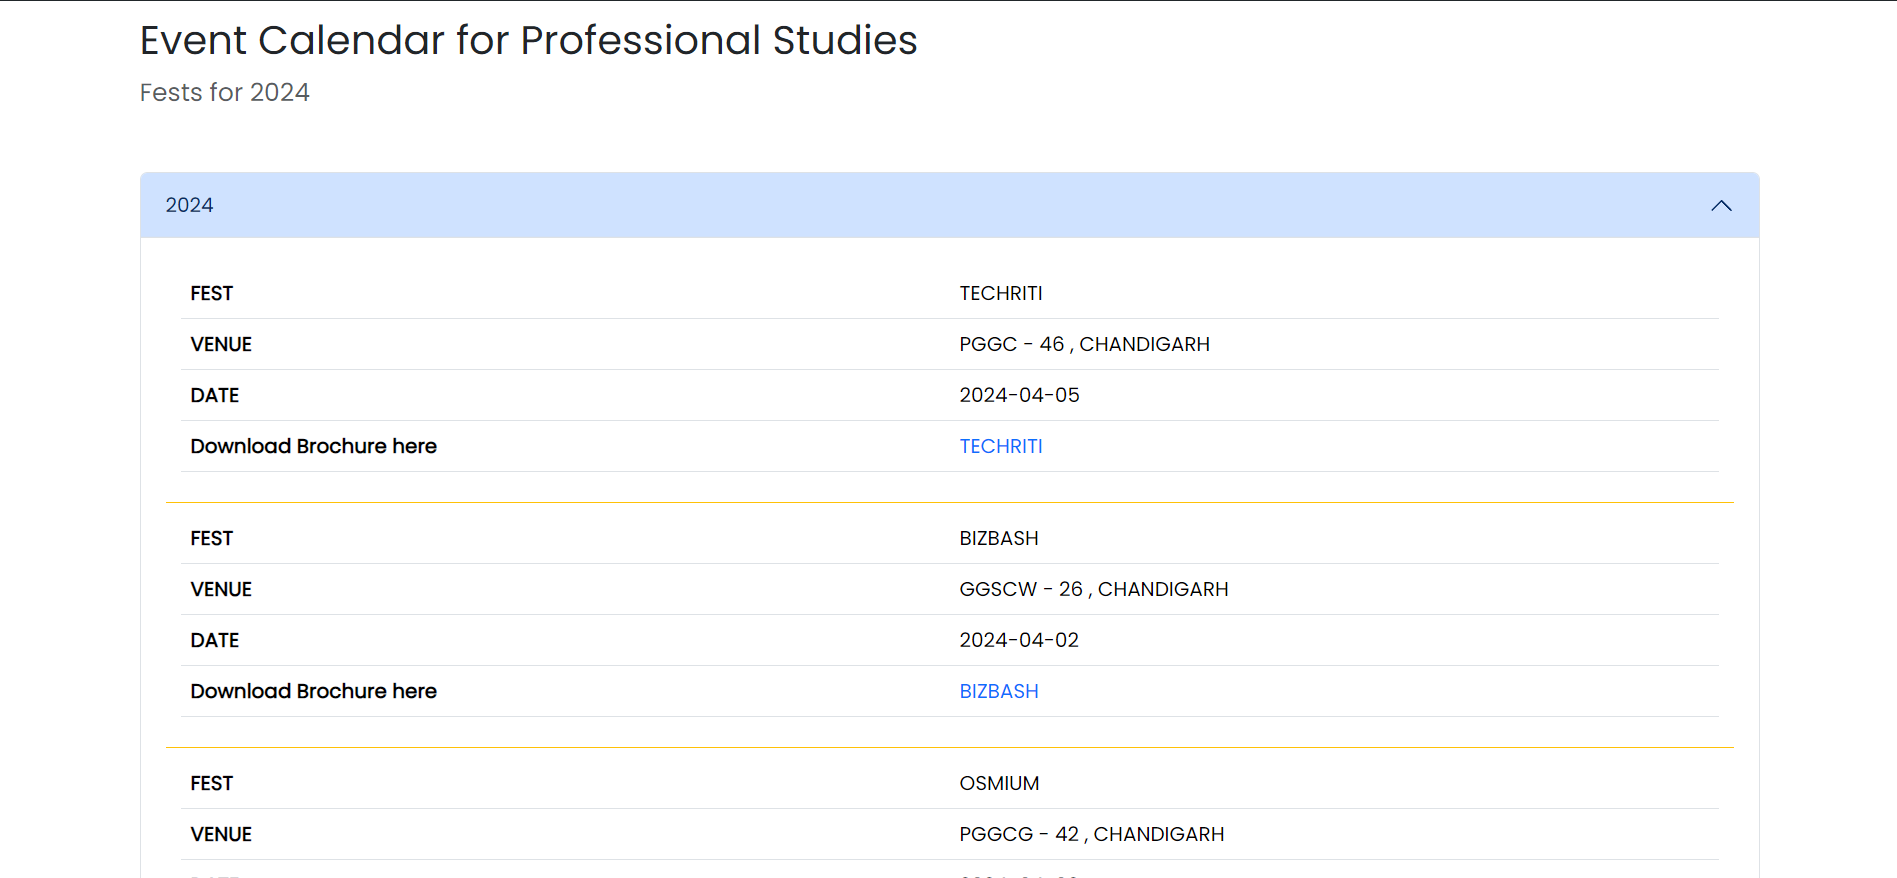 Event Calendar for Professional Studies
Fests for 2024
2024
FEST TECHRITI
VENUE PGGC - 46 , CHANDIGARH
DATE 2024-04-05
Download Brochure here TECHRITI
FEST BIZBASH
VENUE GGSCW - 26 , CHANDIGARH
DATE 2024-04-02
Download Brochure here BIZBASH
FEST OSMIUM
VENUE PGGCG - 42 , CHANDIGARH